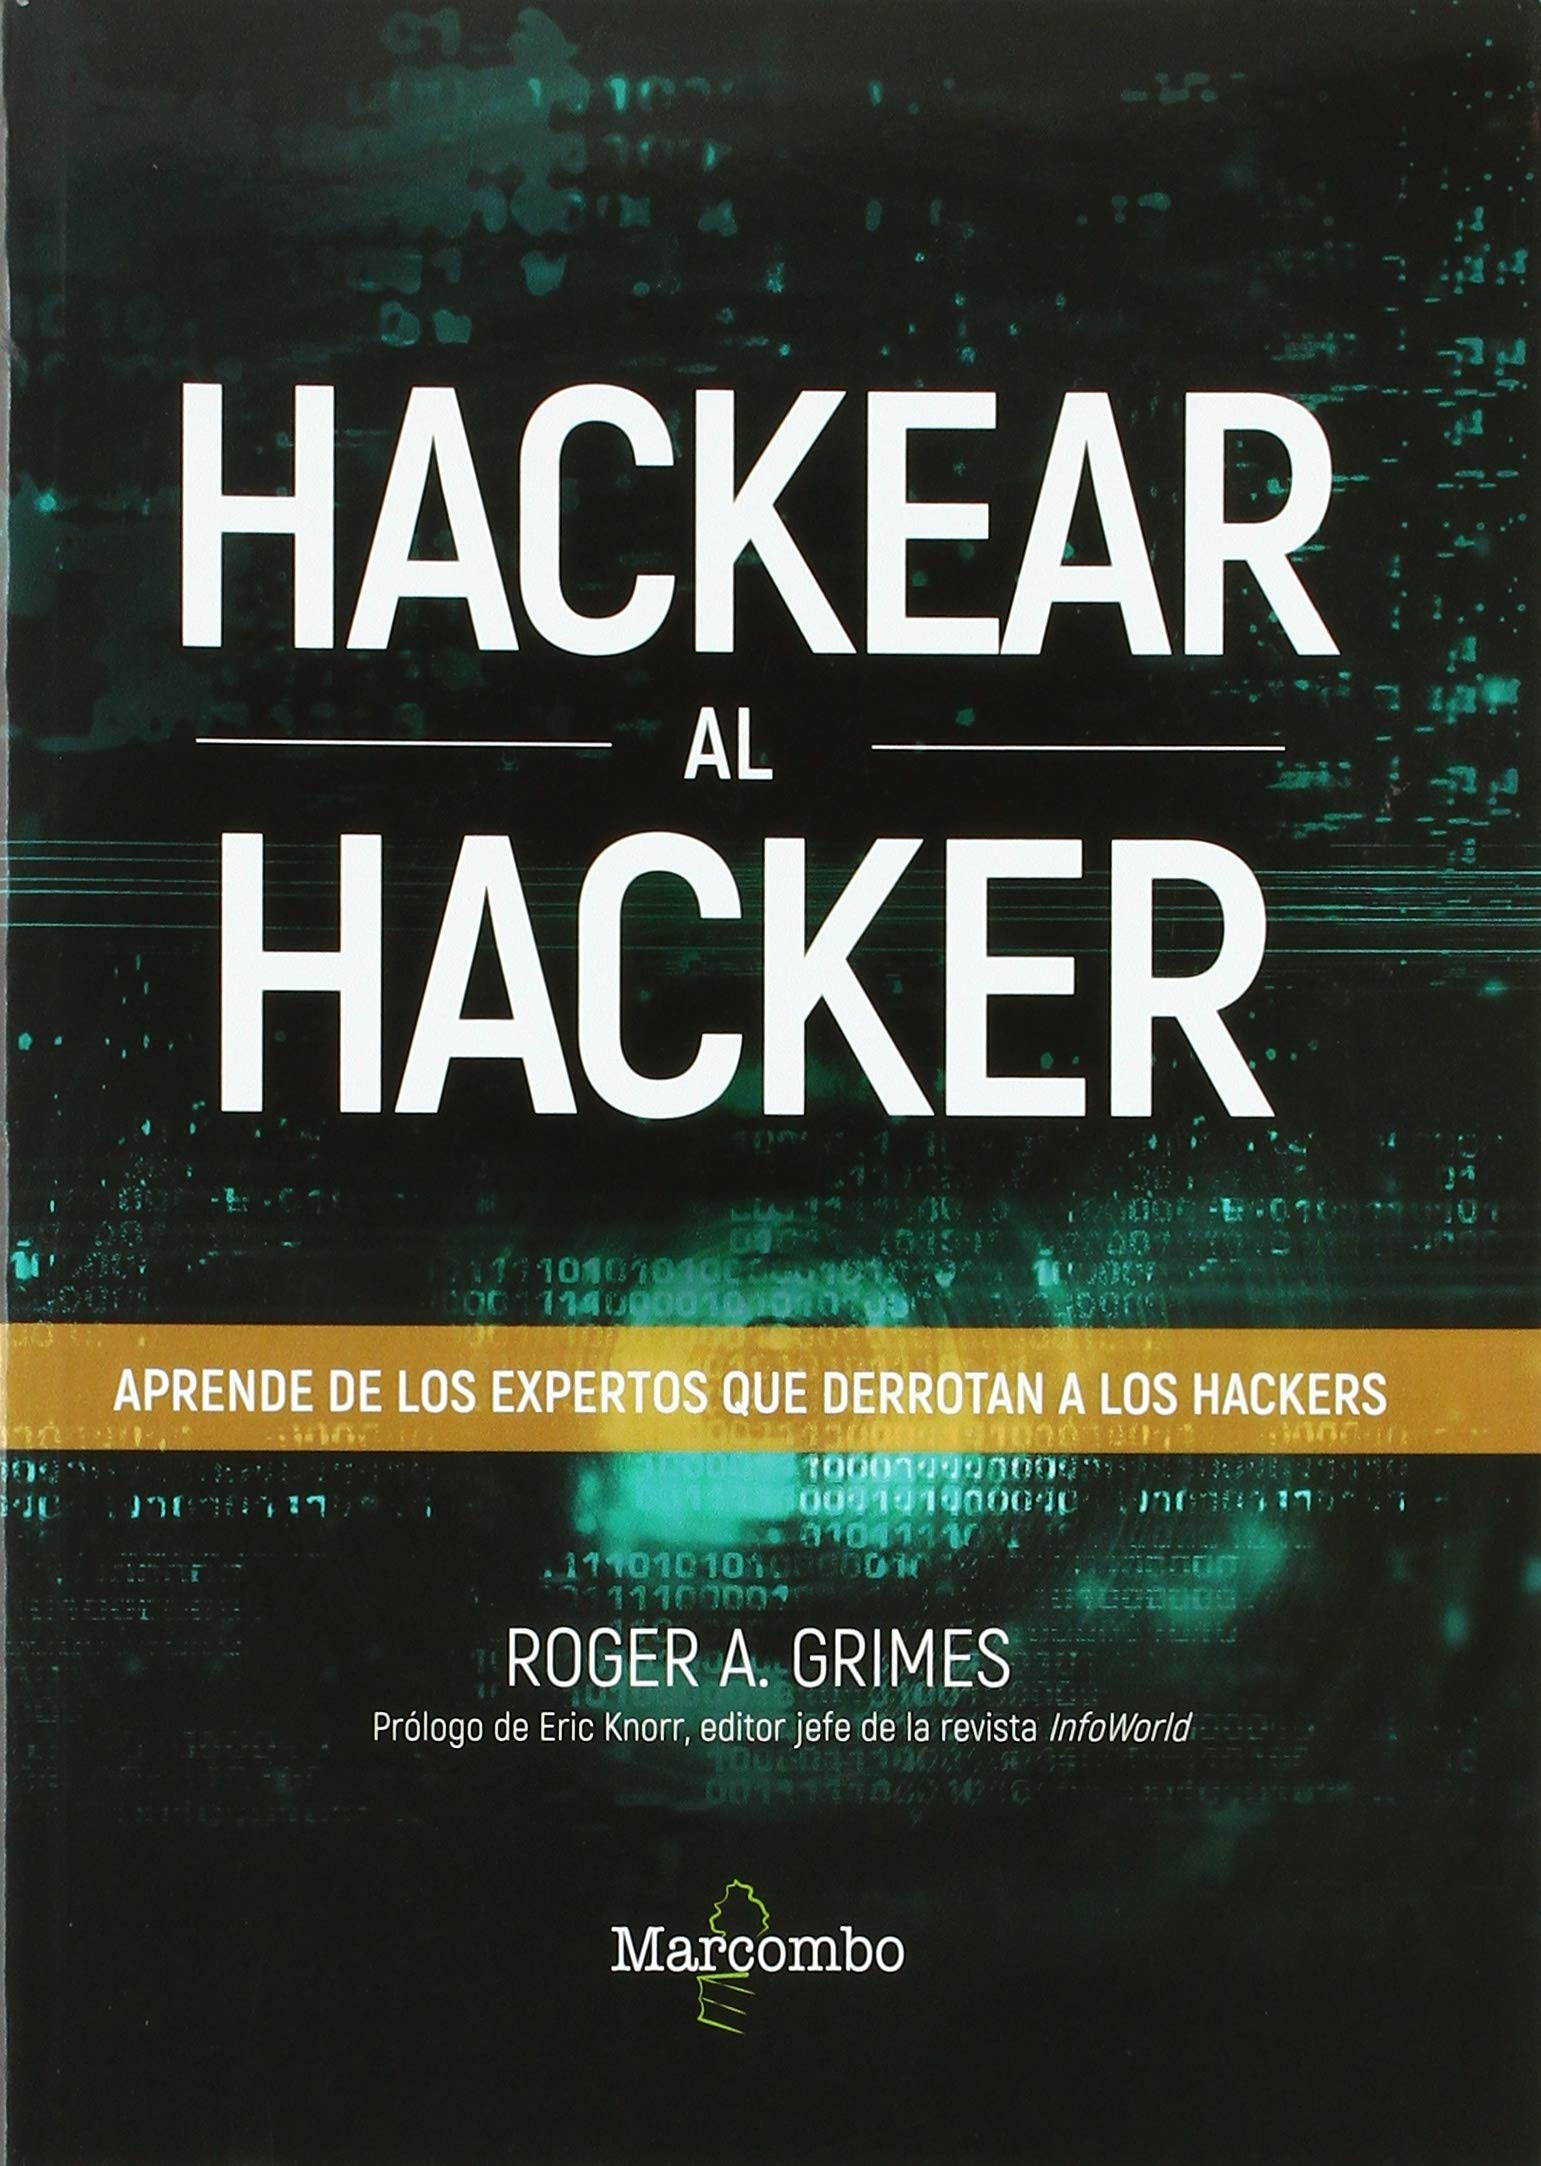 HACKEAR
AL
HACKER
APRENDE DE LOS EXPERTOS QUE DERROTAN A LOS HACKERS
ROGER A. GRIMES
Prólogo de Eric Knorr, editor jefe de la revista InfoWorld
Marcombo